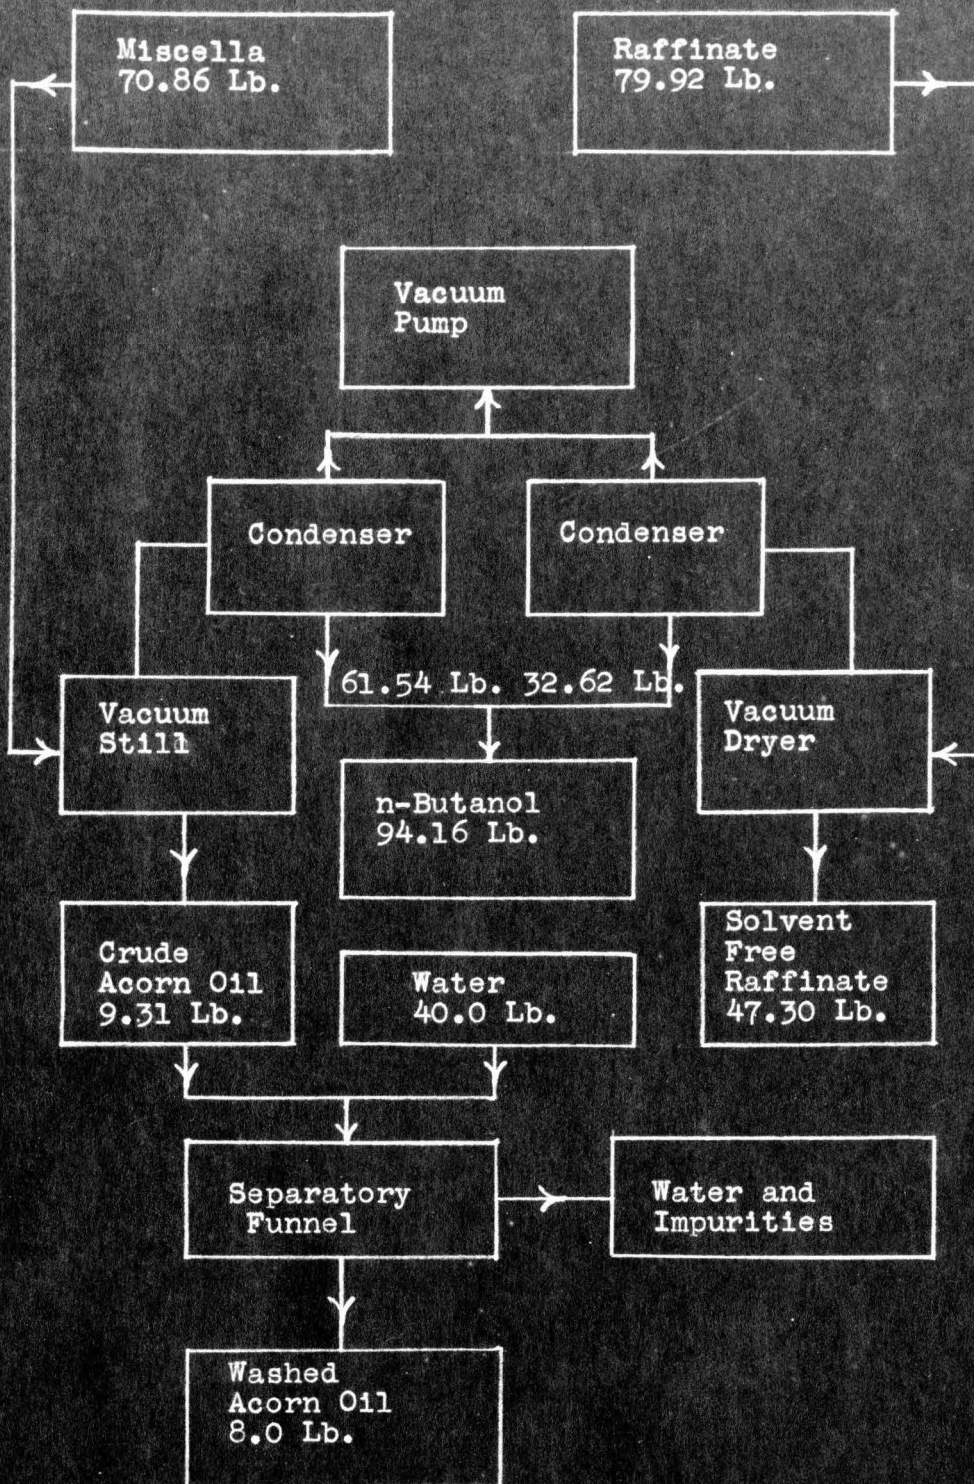 Miscella
70.86 Lb.
Raffinate
79.92 Lb.
Vacuum
Pump
Condenser
Condenser
61.54 Lb. 32.62 Lb.
Vacuum
Still
Vacuum
Dryer
n-Butanol
94.16 Lb.
Crude
Acorn Oil
9.31 Lb.
Water
40.0 Lb.
Solvent
Free
Raffinate
47.30 Lb.
Separatory
Funnel
Water and
Impurities
Washed
Acorn Oil
8.0 Lb.